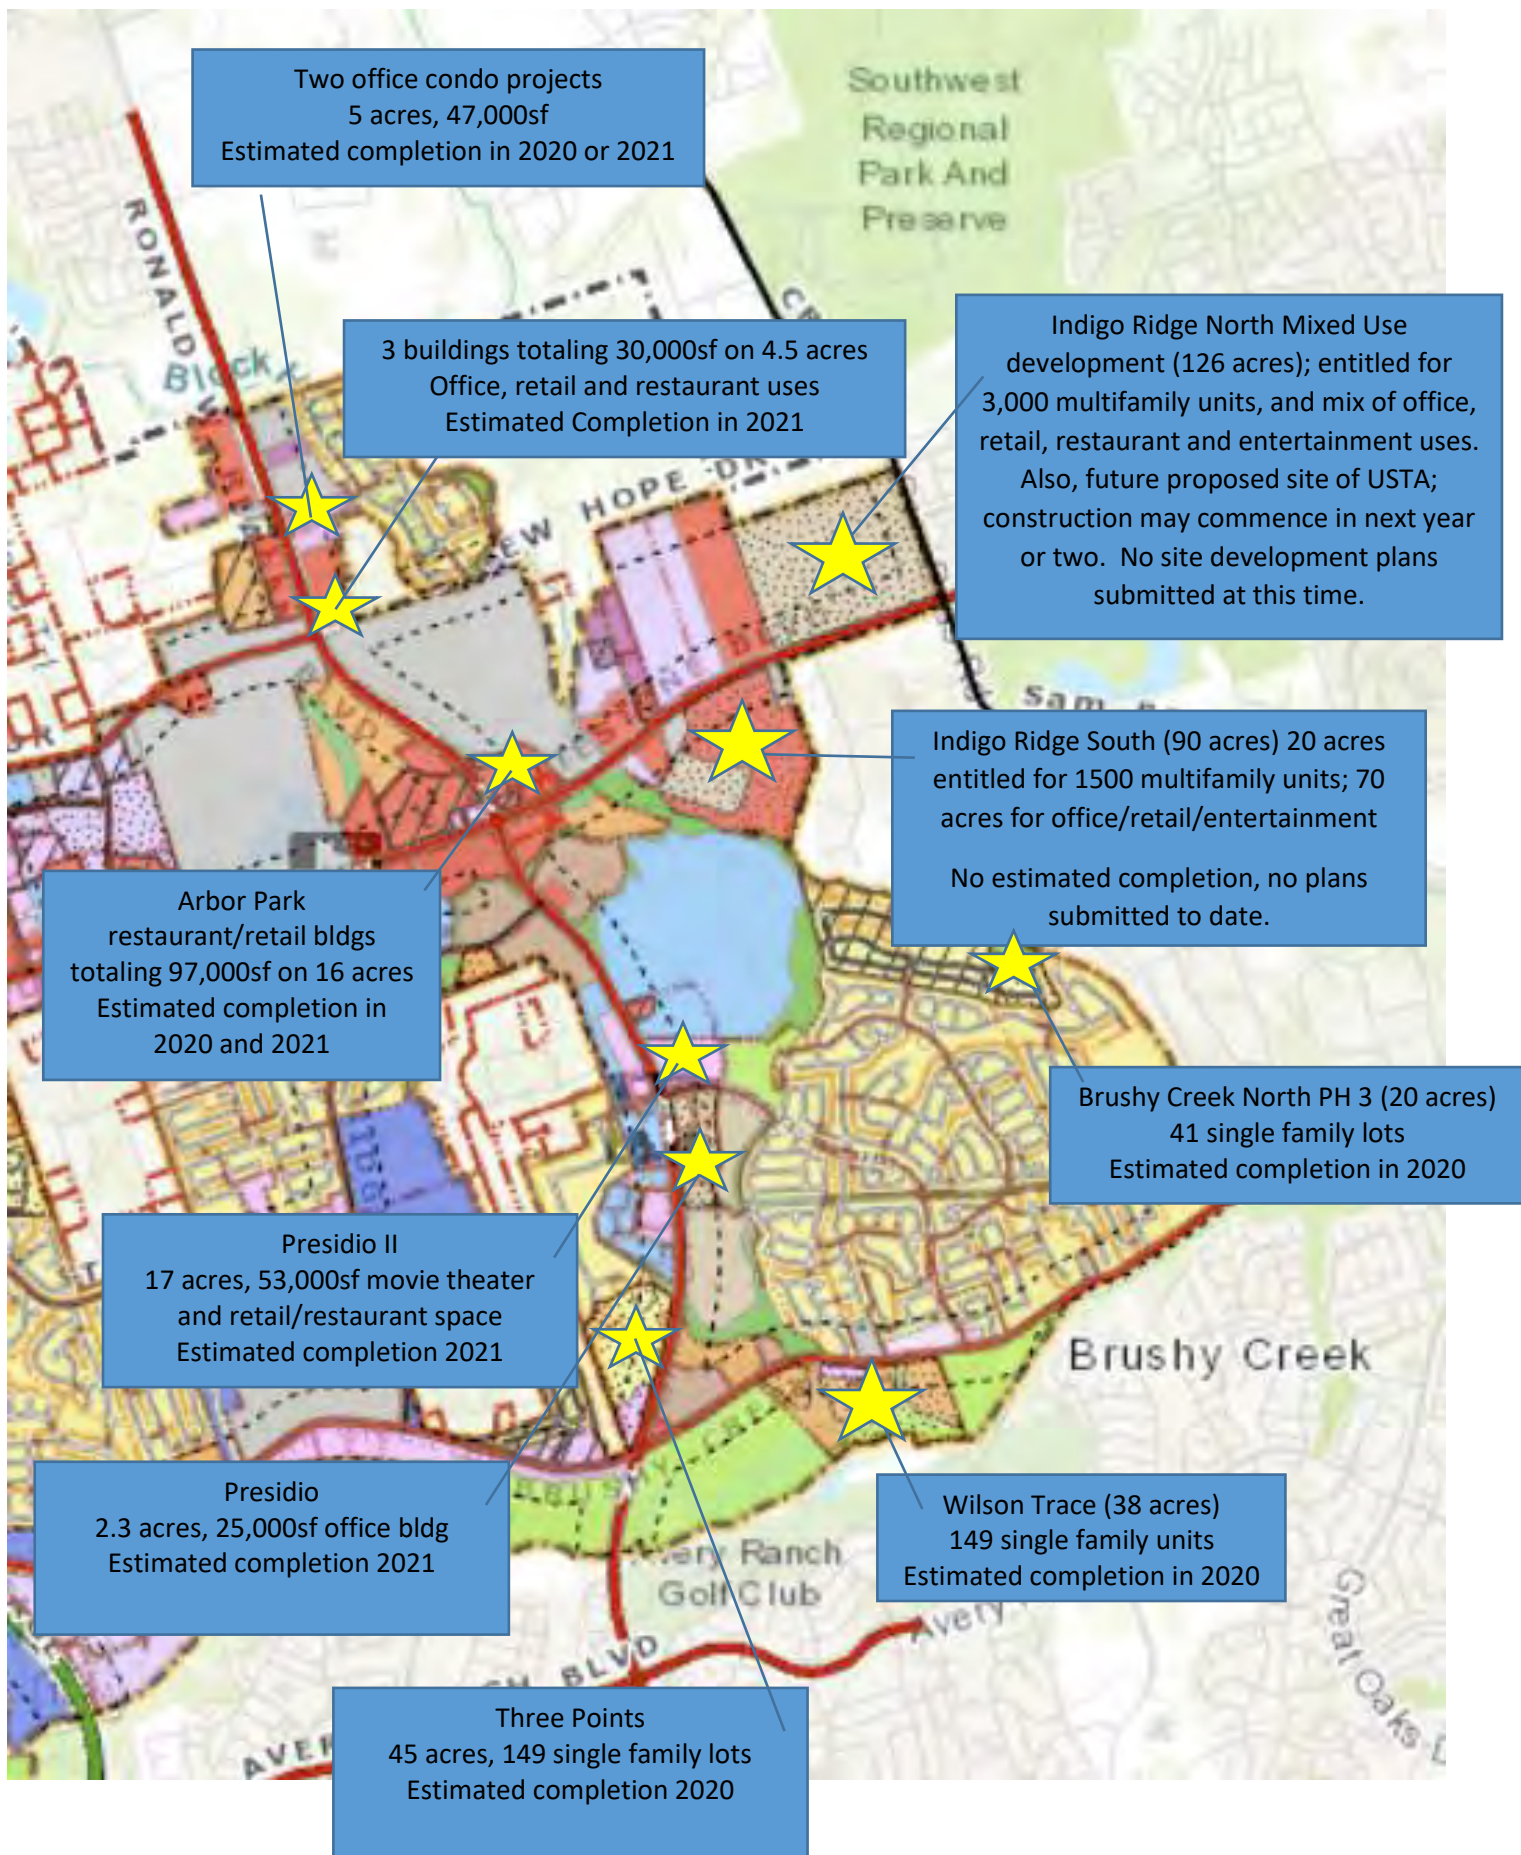 Two office condo projects
5 acres, 47,000sf
Estimated completion in 2020 or 2021
Southwest
Regional
Park And
Preserve
RONALD W
Block
3 buildings totaling 30,000sf on 4.5 acres
Office, retail and restaurant uses
Estimated Completion in 2021
Indigo Ridge North Mixed Use
development (126 acres); entitled for
3,000 multifamily units, and mix of office,
retail, restaurant and entertainment uses.
Also, future proposed site of USTA;
construction may commence in next year
or two.  No site development plans
submitted at this time.
HOPE DR
sam
Indigo Ridge South (90 acres) 20 acres
entitled for 1500 multifamily units; 70
acres for office/retail/entertainment
No estimated completion, no plans
submitted to date.
BLVD
Arbor Park
restaurant/retail bldgs
totaling 97,000sf on 16 acres
Estimated completion in
2020 and 2021
Brushy Creek North PH 3 (20 acres)
41 single family lots
Estimated completion in 2020
Presidio II
17 acres, 53,000sf movie theater
and retail/restaurant space
Estimated completion 2021
Brushy Creek
Presidio
2.3 acres, 25,000sf office bldg
Estimated completion 2021
Wilson Trace (38 acres)
149 single family units
Estimated completion in 2020
Ranch
Golf Club
Avery
Great Oaks D
BLVD
Three Points
45 acres, 149 single family lots
Estimated completion 2020
AVER